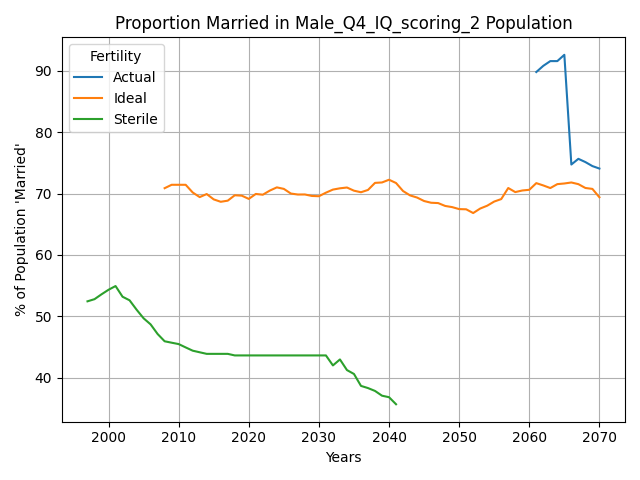 Proportion Married in Male_Q4_IQ_scoring_2 Population
% of Population 'Married'
90
80
70
60
50
40
Fertility
Actual
Ideal
Sterile
2000 2010 2020 2030 2040 2050 2060 2070
Years